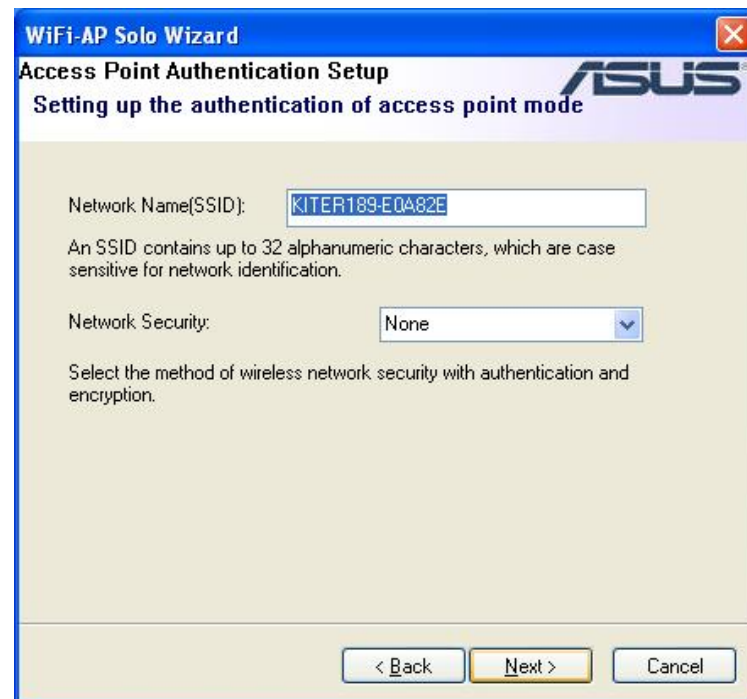 WiFi-AP Solo Wizard
Access Point Authentication Setup
ASUS
Setting up the authentication of access point mode
Network Name(SSID):
KITER189-E0A82E
An SSID contains up to 32 alphanumeric characters, which are case
sensitive for network identification.
Network Security:
None
Select the method of wireless network security with authentication and
encryption.
< Back
Next >
Cancel